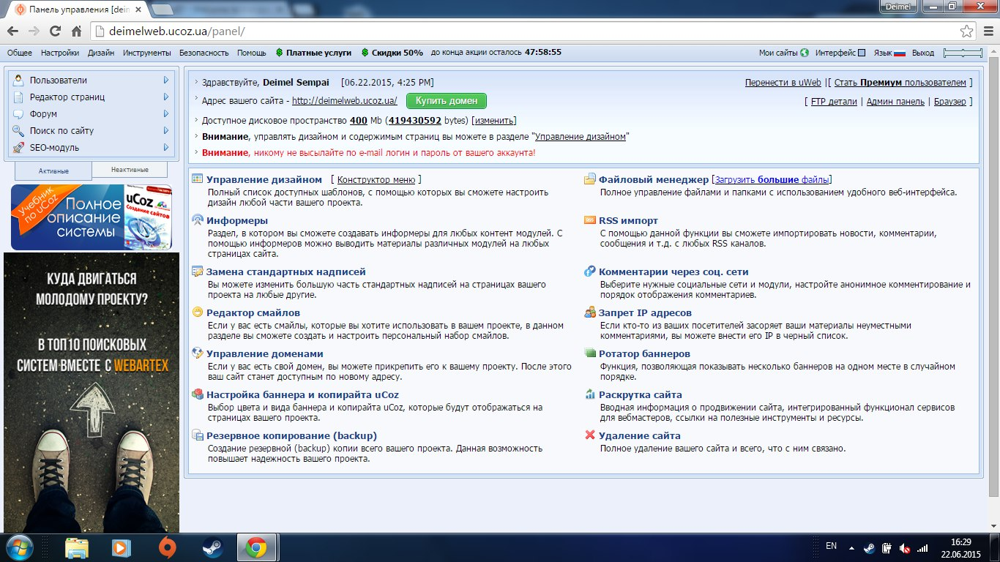 Панель управления [dein
Deimel
deimelweb.ucoz.ua/panel/
Общее Настройки Дизайн Инструменты Безопасность Помощь $ Платные услуги $ Скидки 50% до конца акции осталось 47:58:55 Мои сайты Интерфейс Язык Выход
Пользователи
Редактор страниц
Форум
Поиск по сайту
SEO-модуль
Активные Неактивные
Учебник по uCoz
Полное описание системы
uCoz
Создание сайтов
КУДА ДВИГАТЬСЯ
МОЛОДОМУ ПРОЕКТУ?
В ТОП10 ПОИСКОВЫХ
СИСТЕМ ВМЕСТЕ С WEBARTEX
Здравствуйте, Deimel Sempai [06.22.2015, 4:25 PM] Перенести в uWeb |[ Стать Премиум пользователем ]
Адрес вашего сайта - http://deimelweb.ucoz.ua/ Купить домен [ FTP детали | Админ панель | Браузер ]
Доступное дисковое пространство 400 Mb (419430592 bytes) [изменить]
Внимание, управлять дизайном и содержимым страниц вы можете в разделе "Управление дизайном"
Внимание, никому не высылайте по e-mail логин и пароль от вашего аккаунта!
Управление дизайном [ Конструктор меню ]
Полный список доступных шаблонов, с помощью которых вы сможете настроить
дизайн любой части вашего проекта.
Файловый менеджер [Загрузить большие файлы]
Полное управление файлами и папками с использованием удобного веб-интерфейса.
Информеры
Раздел, в котором вы сможете создавать информеры для любых контент модулей. С
помощью информеров можно выводить материалы различных модулей на любых
страницах сайта.
RSS импорт
С помощью данной функции вы сможете импортировать новости, комментарии,
сообщения и т.д. с любых RSS каналов.
Замена стандартных надписей
Вы можете изменить большую часть стандартных надписей на страницах вашего
проекта на любые другие.
Комментарии через соц. сети
Выберите нужные социальные сети и модули, настройте анонимное комментирование и
порядок отображения комментариев.
Редактор смайлов
Если у вас есть смайлы, которые вы хотите использовать в вашем проекте, в данном
разделе вы сможете создать и настроить персональный набор смайлов.
Запрет IP адресов
Если кто-то из ваших посетителей засоряет ваши материалы неуместными
комментариями, вы можете внести его IP в черный список.
Управление доменами
Если у вас есть свой домен, вы можете прикрепить его к вашему проекту. После этого
ваш сайт станет доступным по новому адресу.
Ротатор баннеров
Функция, позволяющая показывать несколько баннеров на одном месте в случайном
порядке.
Настройка баннера и копирайта uCoz
Выбор цвета и вида баннера и копирайта uCoz, которые будут отображаться на
страницах вашего проекта.
Раскрутка сайта
Вводная информация о продвижении сайта, интегрированный функционал сервисов
для вебмастеров, ссылки на полезные инструменты и ресурсы.
Резервное копирование (backup)
Создание резервной (backup) копии всего вашего проекта. Данная возможность
повышает надежность вашего проекта.
Удаление сайта
Полное удаление вашего сайта и всего, что с ним связано.
EN
16:29
22.06.2015